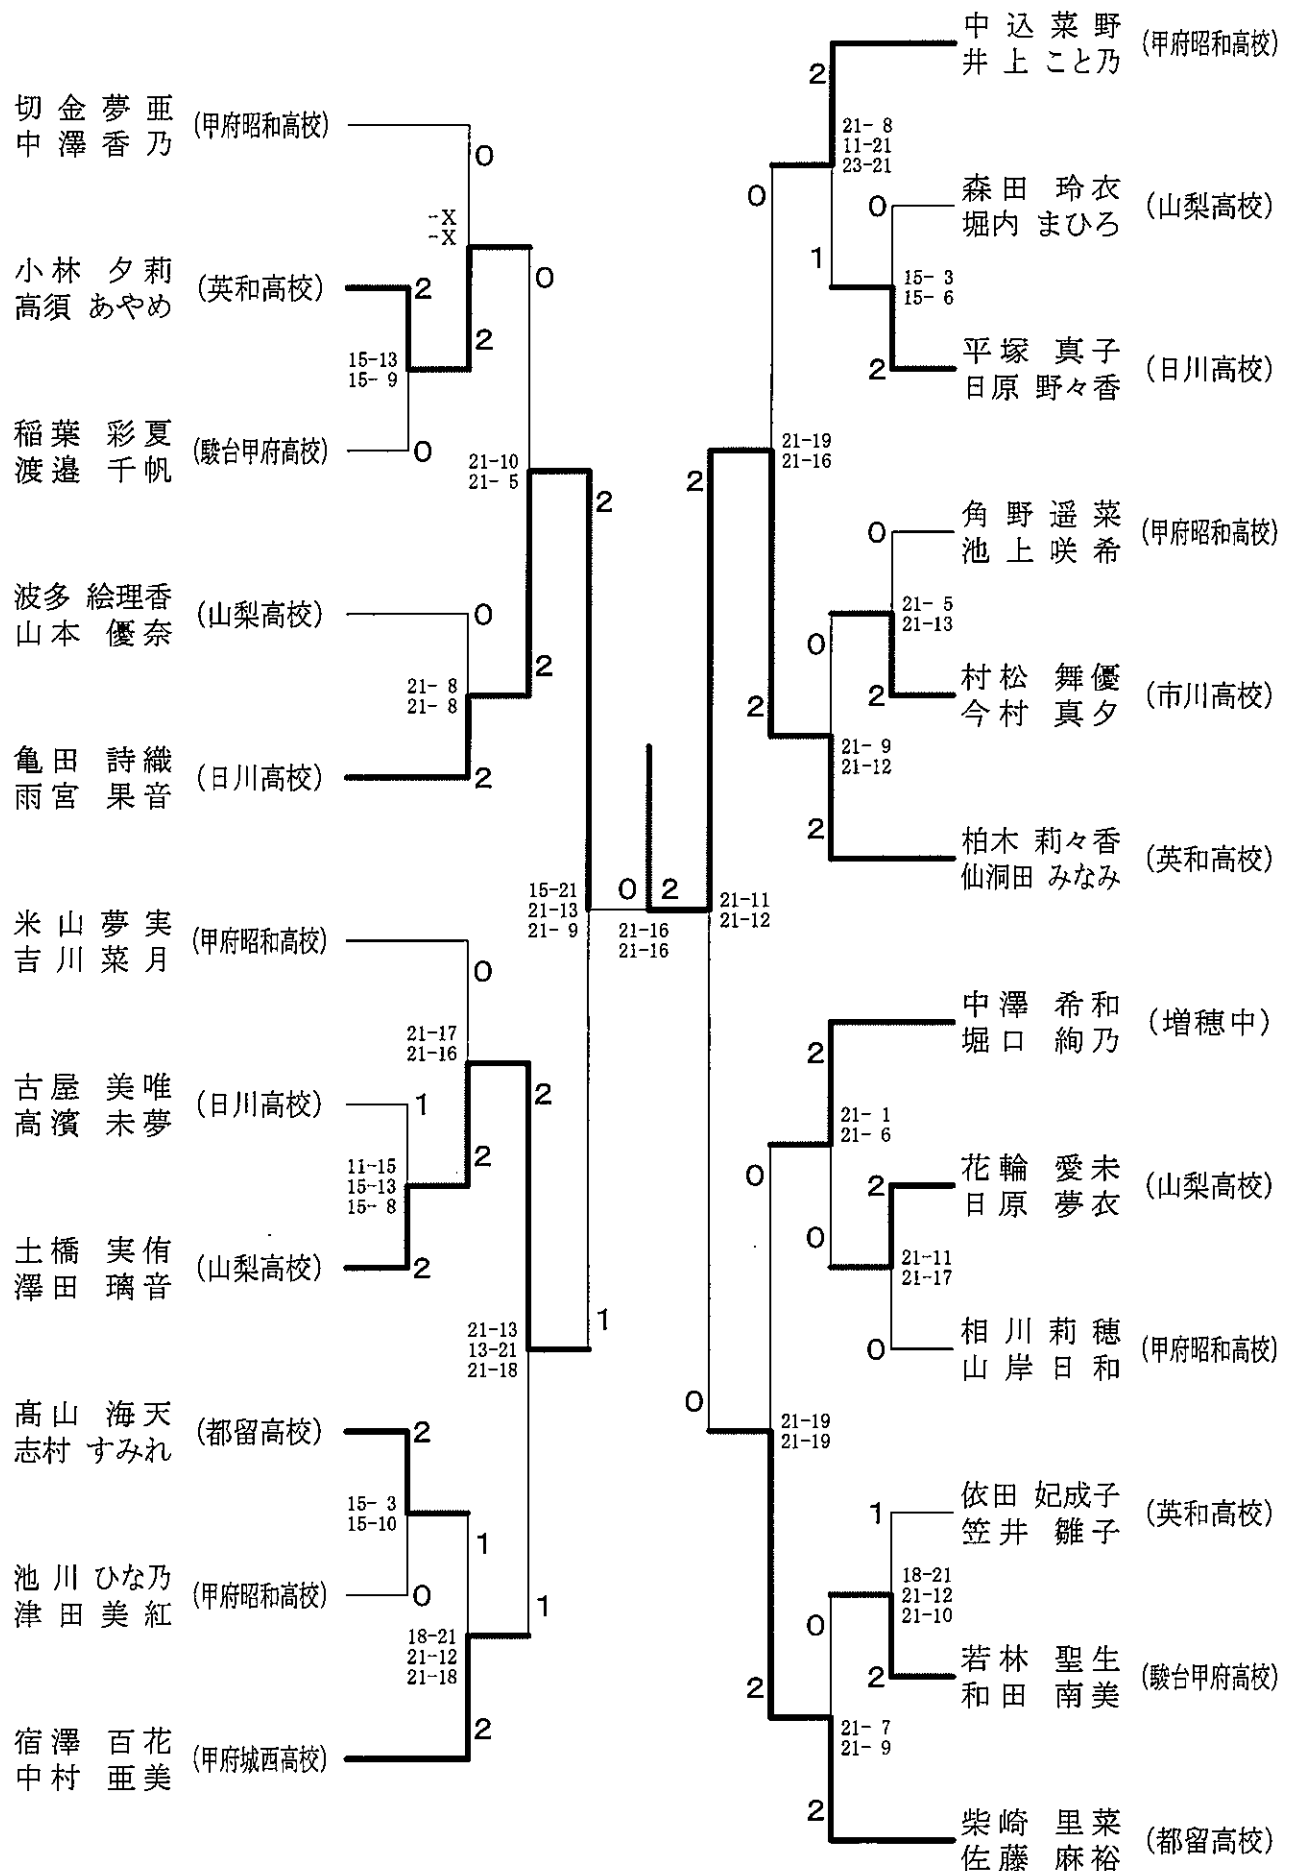 切金夢亜
中澤香乃
(甲府昭和高校)
0
-X
-X
小林 夕莉
高須 あやめ
(英和高校)
2
0
2
15-13
15- 9
稲葉 彩夏
渡邉 千帆
(駿台甲府高校)
0
21-10
21- 5
2
波多 絵理香
山本 優奈
(山梨高校)
0
2
21- 8
21- 8
亀田 詩織
雨宮 果音
(日川高校)
2
15-21
21-13
21- 9
米山夢実
吉川菜月
(甲府昭和高校)
0
21-17
21-16
古屋 美唯
高濱 未夢
(日川高校)
1
2
2
11-15
15-13
15- 8
土橋 実侑
澤田 璃音
(山梨高校)
2
1
21-13
13-21
21-18
髙山 海天
志村 すみれ
(都留高校)
2
15- 3
15-10
1
池川 ひな乃
津田美紅
(甲府昭和高校)
0
1
18-21
21-12
21-18
宿澤 百花
中村 亜美
(甲府城西高校)
2
0 2
21-16
21-16
中込菜野
井上こと乃
(甲府昭和高校)
2
21- 8
11-21
23-21
0
森田 玲衣
堀内 まひろ
(山梨高校)
0
1
15- 3
15- 6
平塚 真子
日原 野々香
(日川高校)
2
21-19
21-16
2
角野遥菜
池上咲希
(甲府昭和高校)
0
21- 5
21-13
0
村松 舞優
今村 真夕
(市川高校)
2
2
21- 9
21-12
柏木 莉々香
仙洞田 みなみ
(英和高校)
2
21-11
21-12
中澤 希和
堀口 絢乃
(増穂中)
2
21- 1
21- 6
0
花輪 愛未
日原 夢衣
(山梨高校)
2
0
21-11
21-17
相川莉穂
山岸日和
(甲府昭和高校)
0
0
21-19
21-19
依田 妃成子
笠井 雛子
(英和高校)
1
18-21
21-12
21-10
0
若林 聖生
和田 南美
(駿台甲府高校)
2
2
21- 7
21- 9
柴崎 里菜
佐藤 麻裕
(都留高校)
2